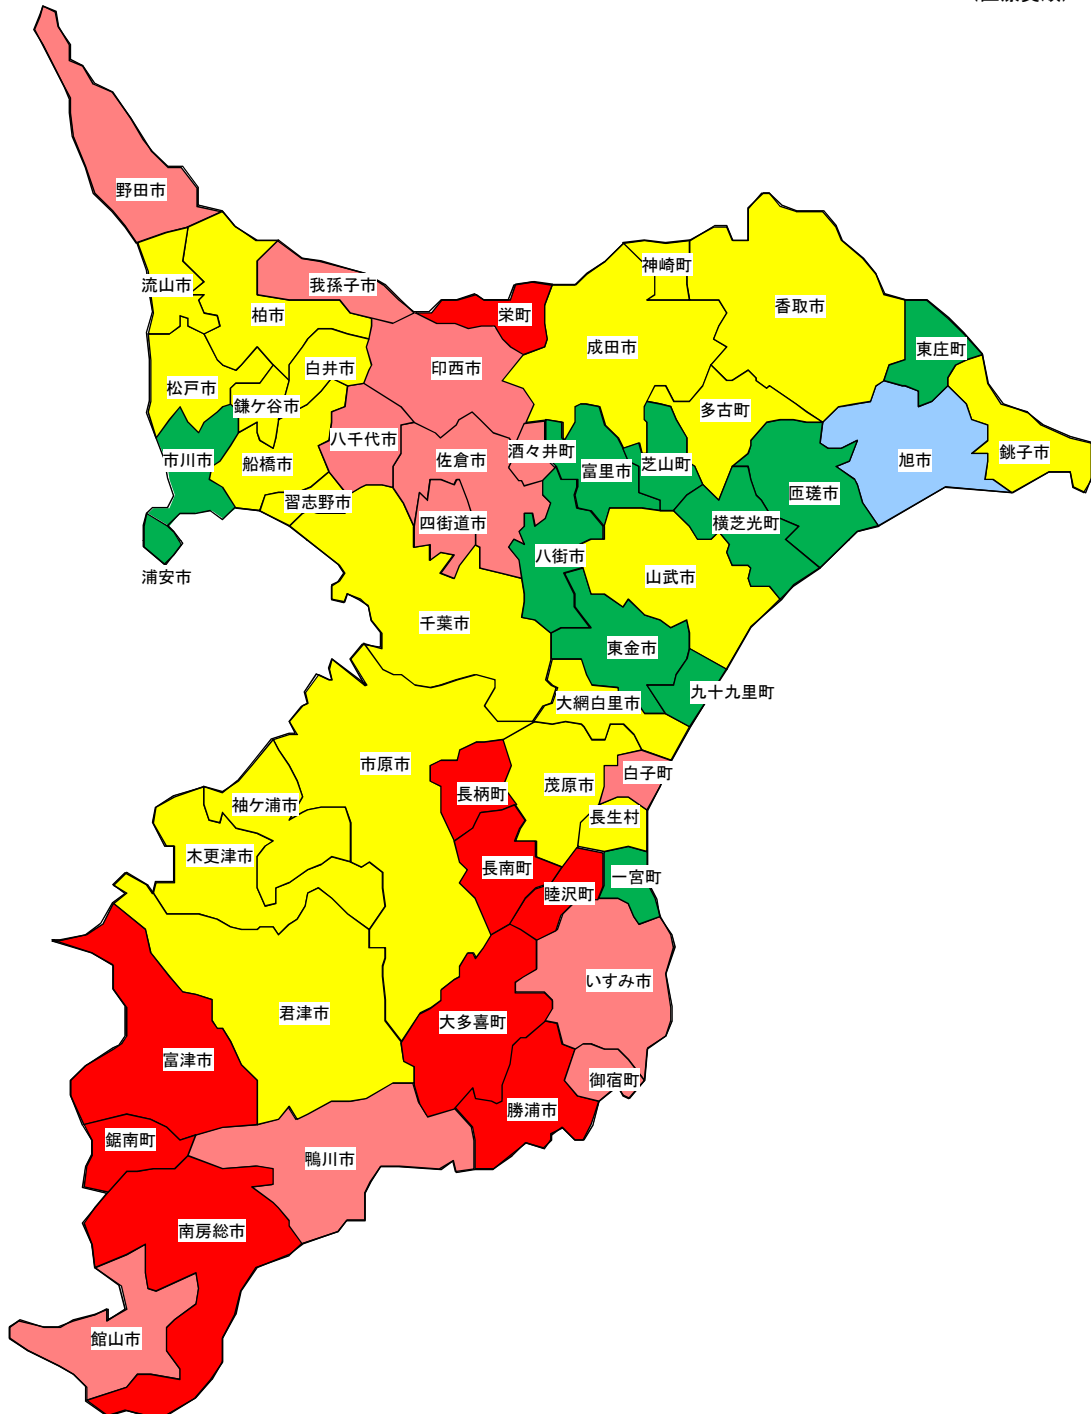 野田市
流山市
柏市
我孫子市
栄町
神崎町
香取市
東庄町
成田市
印西市
白井市
松戸市
鎌ケ谷市
多古町
八千代市
市川市
船橋市
佐倉市
酒々井町
富里市
芝山町
旭市
銚子市
匝瑳市
習志野市
四街道市
横芝光町
八街市
浦安市
山武市
千葉市
東金市
九十九里町
大網白里市
市原市
白子町
茂原市
長柄町
袖ケ浦市
長生村
木更津市
長南町
一宮町
睦沢町
いすみ市
君津市
大多喜町
富津市
御宿町
勝浦市
鋸南町
鴨川市
南房総市
館山市